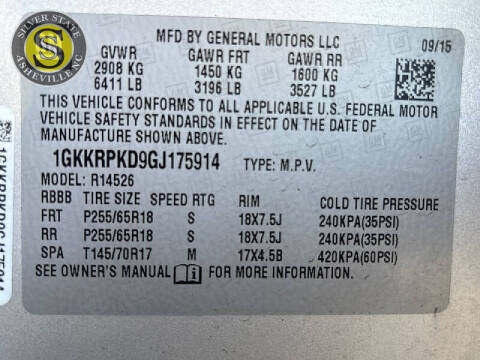 SILVER STATE
S
ASHEVILLE, NC
MFD BY GENERAL MOTORS LLC
09/15
GVWR GAWR FRT GAWR RR
2908 KG 1450 KG 1600 KG
6411 LB 3196 LB 3527 LB
THIS VEHICLE CONFORMS TO ALL APPLICABLE U.S. FEDERAL MOTOR
VEHICLE SAFETY STANDARDS IN EFFECT ON THE DATE OF
MANUFACTURE SHOWN ABOVE.
1GKKRPKD9GJ175914 TYPE: M.P.V.
MODEL: R14526
RBBB TIRE SIZE SPEED RTG RIM COLD TIRE PRESSURE
FRT P255/65R18 S 18X7.5J 240KPA(35PSI)
RR P255/65R18 S 18X7.5J 240KPA(35PSI)
SPA T145/70R17 M 17X4.5B 420KPA(60PSI)
SEE OWNER'S MANUAL FOR MORE INFORMATION.
1GKKRPKD9GJ175914